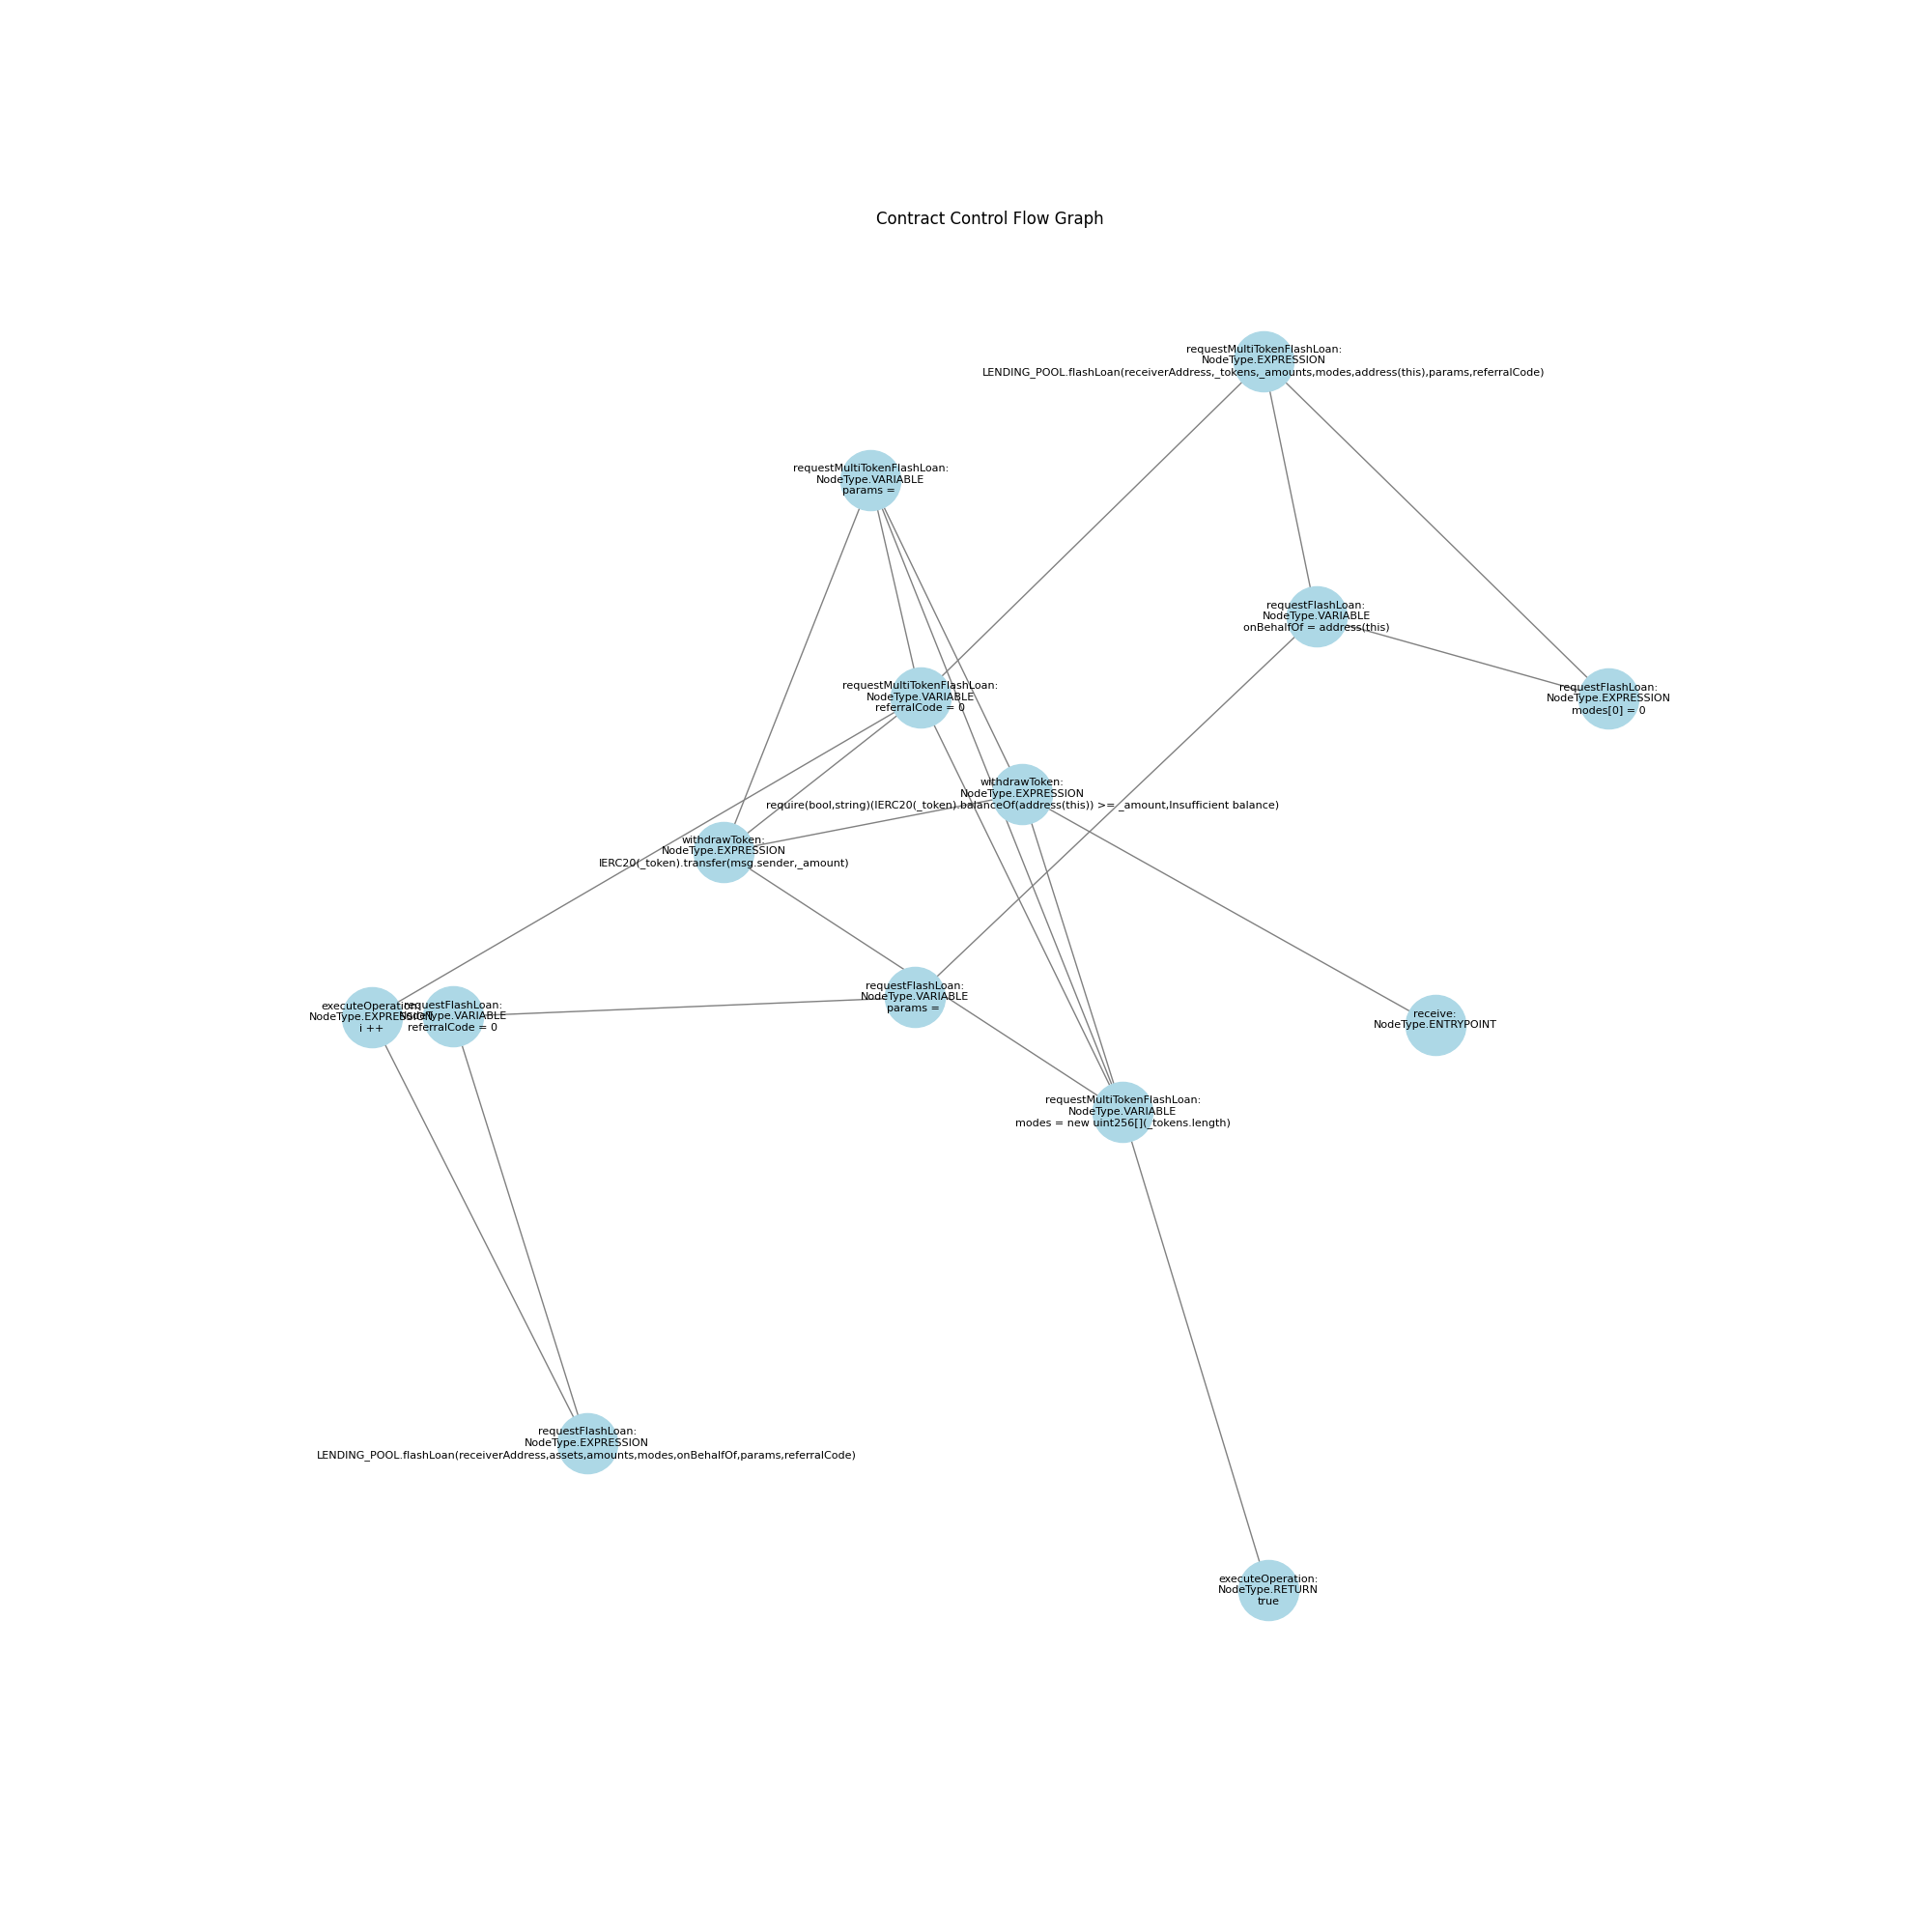 Contract Control Flow Graph
requestMultiTokenFlashLoan:
NodeType.EXPRESSION
LENDING_POOL.flashLoan(receiverAddress,_tokens,_amounts,modes,address(this),params,referralCode)
requestMultiTokenFlashLoan:
NodeType.VARIABLE
params =
requestFlashLoan:
NodeType.VARIABLE
onBehalfOf = address(this)
requestMultiTokenFlashLoan:
NodeType.VARIABLE
referralCode = 0
requestFlashLoan:
NodeType.EXPRESSION
modes[0] = 0
withdrawToken:
NodeType.EXPRESSION
require(bool,string)(IERC20(_token).balanceOf(address(this)) >= _amount,Insufficient balance)
withdrawToken:
NodeType.EXPRESSION
IERC20(_token).transfer(msg.sender,_amount)
requestFlashLoan:
NodeType.VARIABLE
params =
executeOperation:
NodeType.EXPRESSION
i ++
requestFlashLoan:
NodeType.VARIABLE
referralCode = 0
receive:
NodeType.ENTRYPOINT
requestMultiTokenFlashLoan:
NodeType.VARIABLE
modes = new uint256[](_tokens.length)
requestFlashLoan:
NodeType.EXPRESSION
LENDING_POOL.flashLoan(receiverAddress,assets,amounts,modes,onBehalfOf,params,referralCode)
executeOperation:
NodeType.RETURN
true